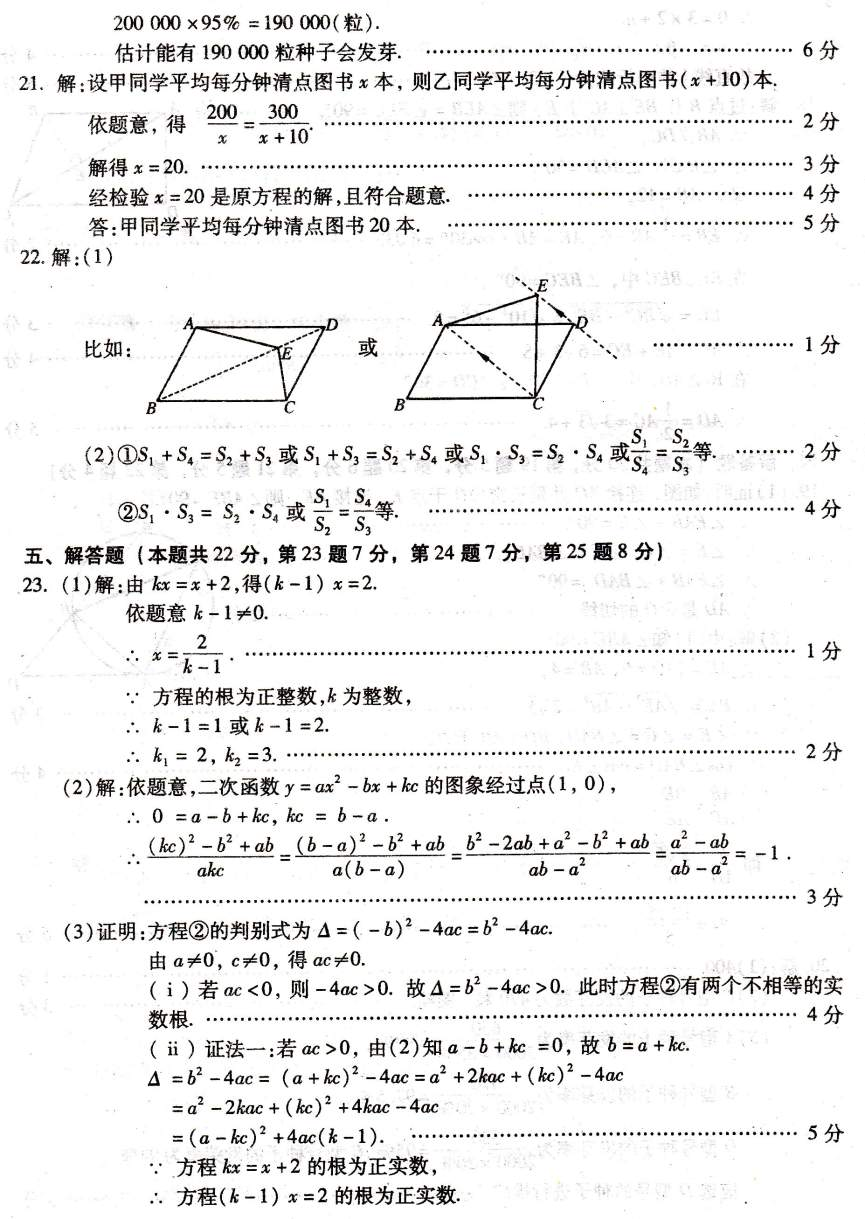 200 000 × 95% = 190 000(粒).
估计能有 190 000 粒种子会发芽. ………… 6 分
21. 解:设甲同学平均每分钟清点图书 x 本, 则乙同学平均每分钟清点图书(x + 10)本.
依题意, 得 200/x = 300/(x + 10). ………… 2 分
解得 x = 20. ………… 3 分
经检验 x = 20 是原方程的解,且符合题意. ………… 4 分
答:甲同学平均每分钟清点图书 20 本. ………… 5 分
22. 解:(1)
比如: A D E B C 或 A D E B C ………… 1 分
(2)①S₁ + S₄ = S₂ + S₃ 或 S₁ + S₃ = S₂ + S₄ 或 S₁ · S₃ = S₂ · S₄ 或 S₁/S₄ = S₂/S₃ 等. ………… 2 分
②S₁ · S₃ = S₂ · S₄ 或 S₁/S₂ = S₄/S₃ 等. ………… 4 分
五、解答题 (本题共 22 分, 第 23 题 7 分, 第 24 题 7 分, 第 25 题 8 分)
23. (1)解:由 kx = x + 2,得(k - 1) x = 2.
依题意 k - 1 ≠ 0.
∴ x = 2/(k - 1). ………… 1 分
∵ 方程的根为正整数,k 为整数,
∴ k - 1 = 1 或 k - 1 = 2.
∴ k₁ = 2, k₂ = 3. ………… 2 分
(2)解:依题意,二次函数 y = ax² - bx + kc 的图象经过点(1, 0),
∴ 0 = a - b + kc, kc = b - a .
∴ ((kc)² - b² + ab)/akc = ((b - a)² - b² + ab)/(a(b - a)) = (b² - 2ab + a² - b² + ab)/(ab - a²) = (a² - ab)/(ab - a²) = -1 .
………… 3 分
(3)证明:方程②的判别式为 Δ = ( - b)² - 4ac = b² - 4ac.
由 a ≠ 0, c ≠ 0, 得 ac ≠ 0.
(ⅰ) 若 ac < 0, 则 - 4ac > 0. 故 Δ = b² - 4ac > 0. 此时方程②有两个不相等的实
数根. ………… 4 分
(ⅱ) 证法一:若 ac > 0, 由(2)知 a - b + kc = 0, 故 b = a + kc.
Δ = b² - 4ac = (a + kc)² - 4ac = a² + 2kac + (kc)² - 4ac
= a² - 2kac + (kc)² + 4kac - 4ac
= (a - kc)² + 4ac(k - 1). ………… 5 分
∵ 方程 kx = x + 2 的根为正实数,
∴ 方程(k - 1) x = 2 的根为正实数.